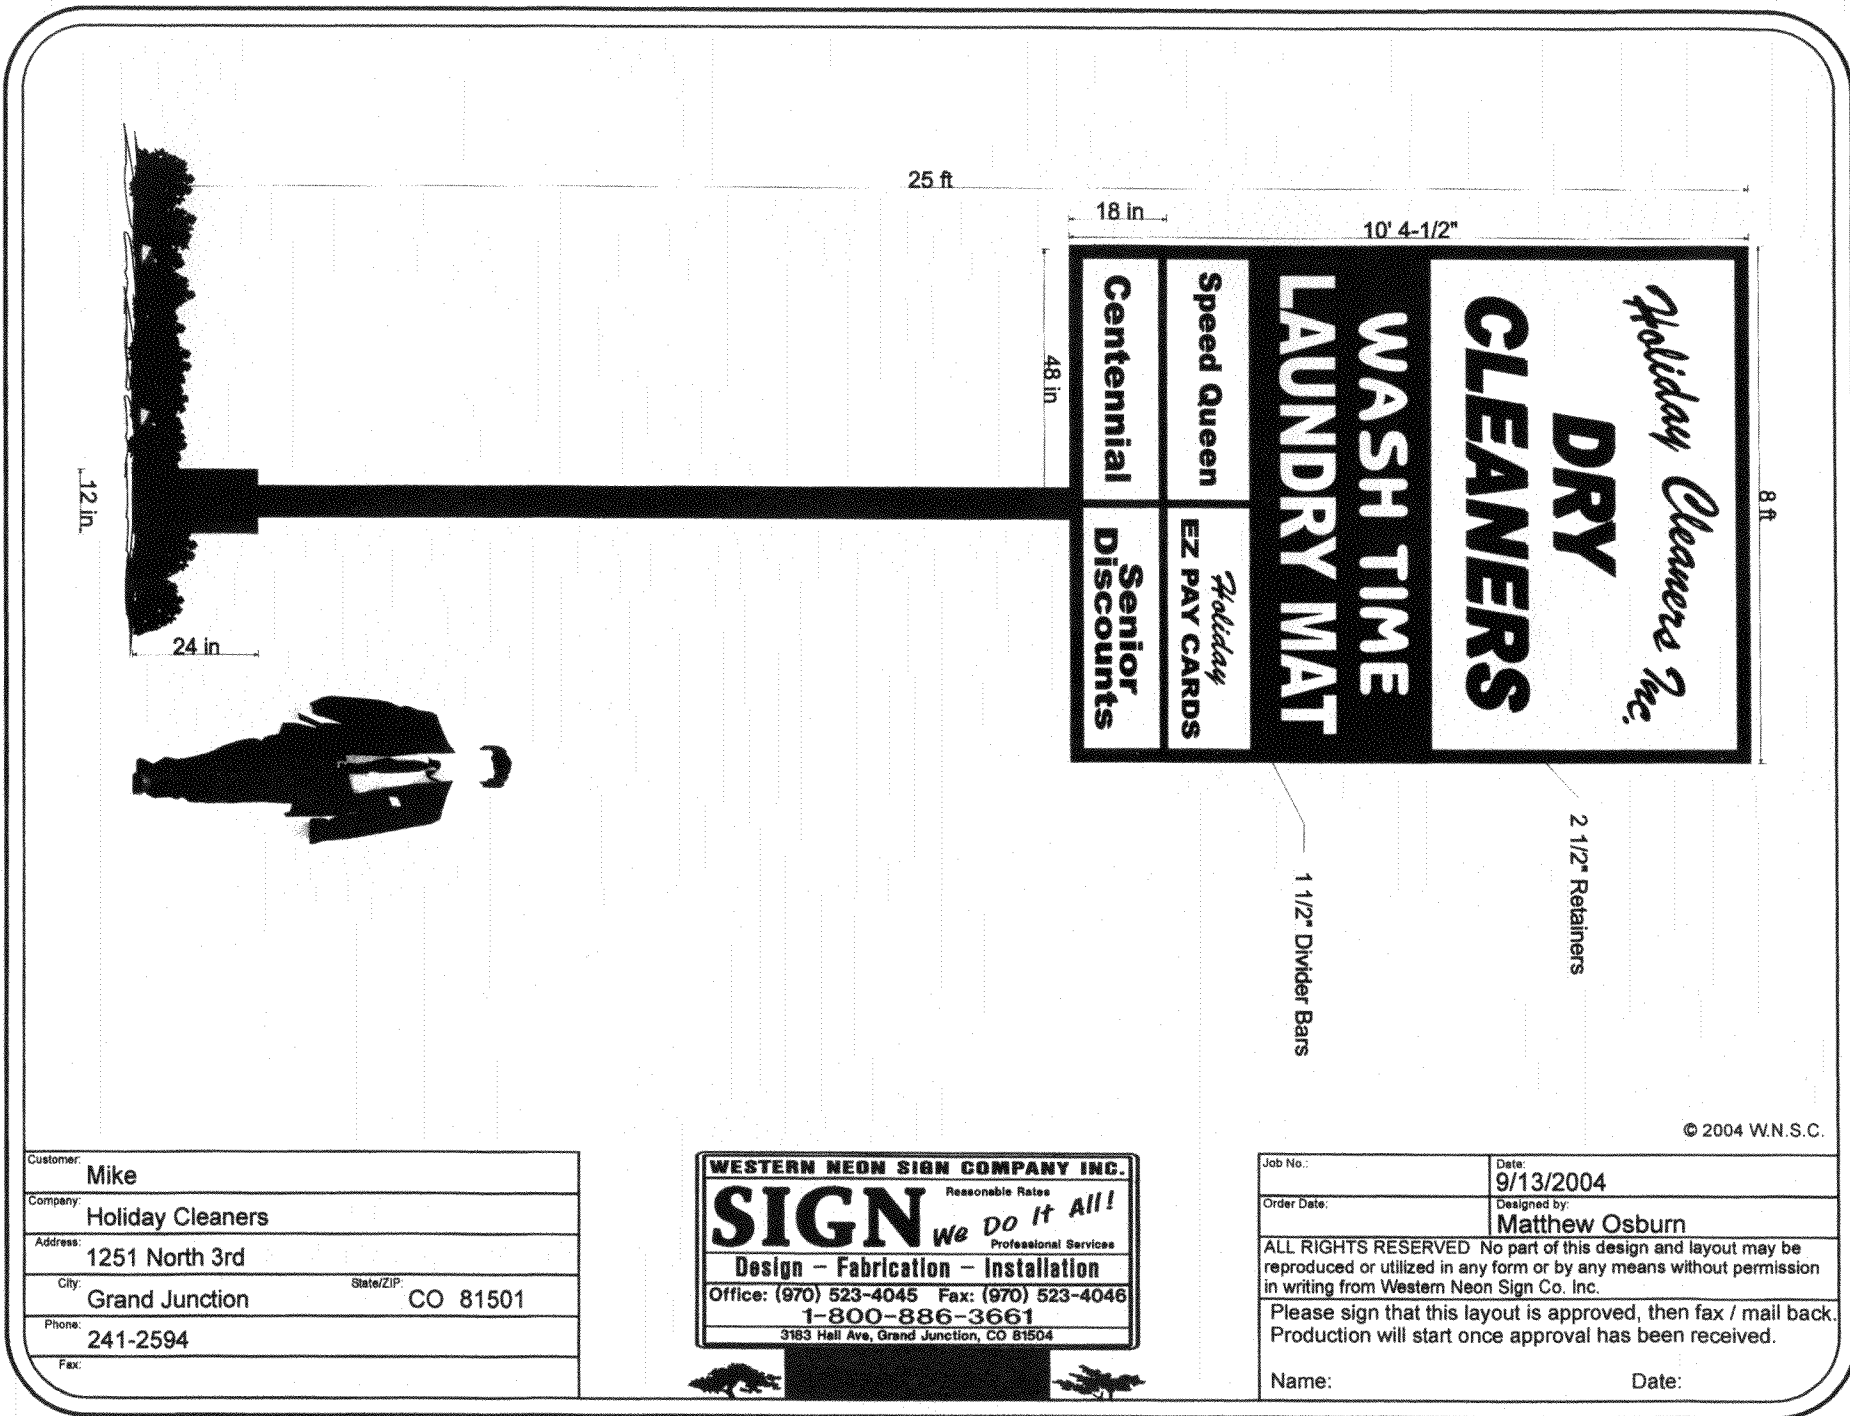 25 ft
18 in
10' 4-1/2"
8 ft
48 in
12 in.
24 in
Holiday Cleaners Inc.
DRY
CLEANERS
WASH TIME
LAUNDRY MAT
Speed Queen
Holiday
EZ PAY CARDS
Centennial
Senior
Discounts
2 1/2" Retainers
1 1/2" Divider Bars
© 2004 W.N.S.C.
Customer: Mike
Company: Holiday Cleaners
Address: 1251 North 3rd
City: Grand Junction State/ZIP: CO 81501
Phone: 241-2594
Fax:
WESTERN NEON SIGN COMPANY INC.
SIGN
Reasonable Rates
We DO It All!
Professional Services
Design – Fabrication – Installation
Office: (970) 523-4045 Fax: (970) 523-4046
1-800-886-3661
3183 Hall Ave, Grand Junction, CO 81504
Job No.: Date: 9/13/2004
Order Date: Designed by: Matthew Osburn
ALL RIGHTS RESERVED No part of this design and layout may be
reproduced or utilized in any form or by any means without permission
in writing from Western Neon Sign Co. Inc.
Please sign that this layout is approved, then fax / mail back.
Production will start once approval has been received.
Name: Date: